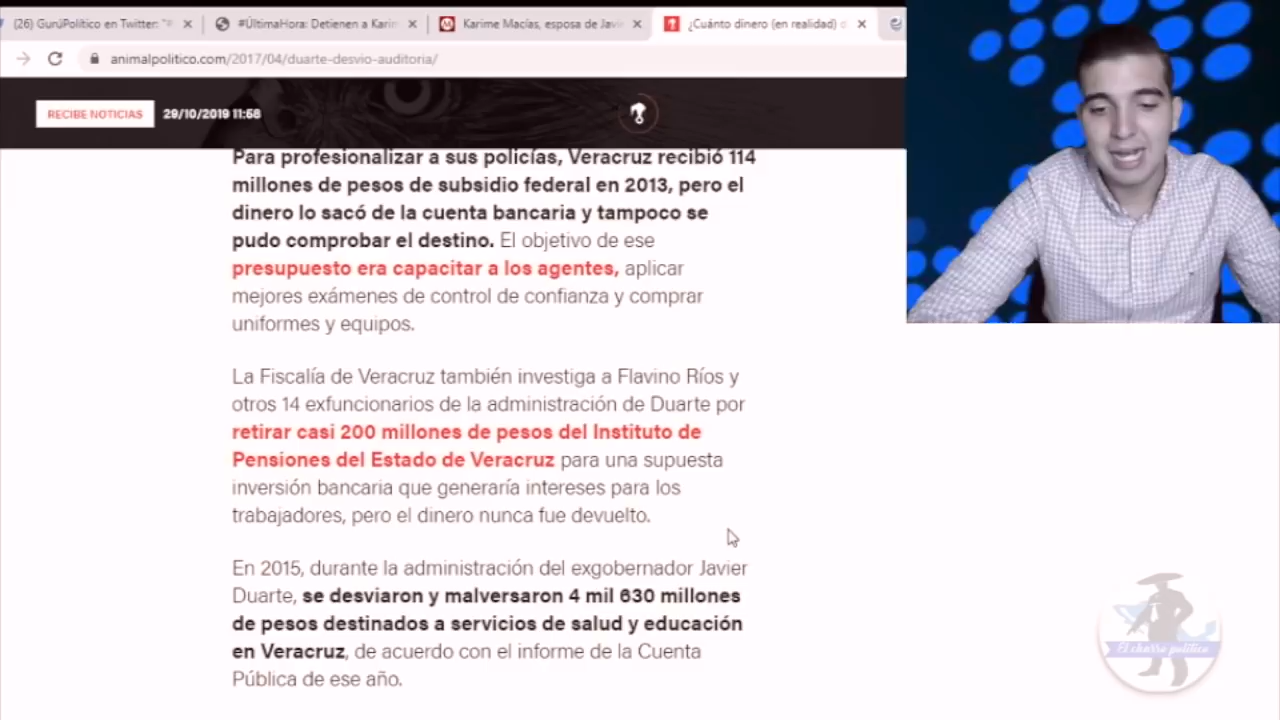 (26) GurúPolítico en Twitter: "#
#ÚltimaHora: Detienen a Karin
Karime Macías, esposa de Javi
¿Cuánto dinero (en realidad) d
animalpolitico.com/2017/04/duarte-desvio-auditoria/
RECIBE NOTICIAS
29/10/2019 11:58
Para profesionalizar a sus policías, Veracruz recibió 114
millones de pesos de subsidio federal en 2013, pero el
dinero lo sacó de la cuenta bancaria y tampoco se
pudo comprobar el destino. El objetivo de ese
presupuesto era capacitar a los agentes, aplicar
mejores exámenes de control de confianza y comprar
uniformes y equipos.
La Fiscalía de Veracruz también investiga a Flavino Ríos y
otros 14 exfuncionarios de la administración de Duarte por
retirar casi 200 millones de pesos del Instituto de
Pensiones del Estado de Veracruz para una supuesta
inversión bancaria que generaría intereses para los
trabajadores, pero el dinero nunca fue devuelto.
En 2015, durante la administración del exgobernador Javier
Duarte, se desviaron y malversaron 4 mil 630 millones
de pesos destinados a servicios de salud y educación
en Veracruz, de acuerdo con el informe de la Cuenta
Pública de ese año.
El charro político